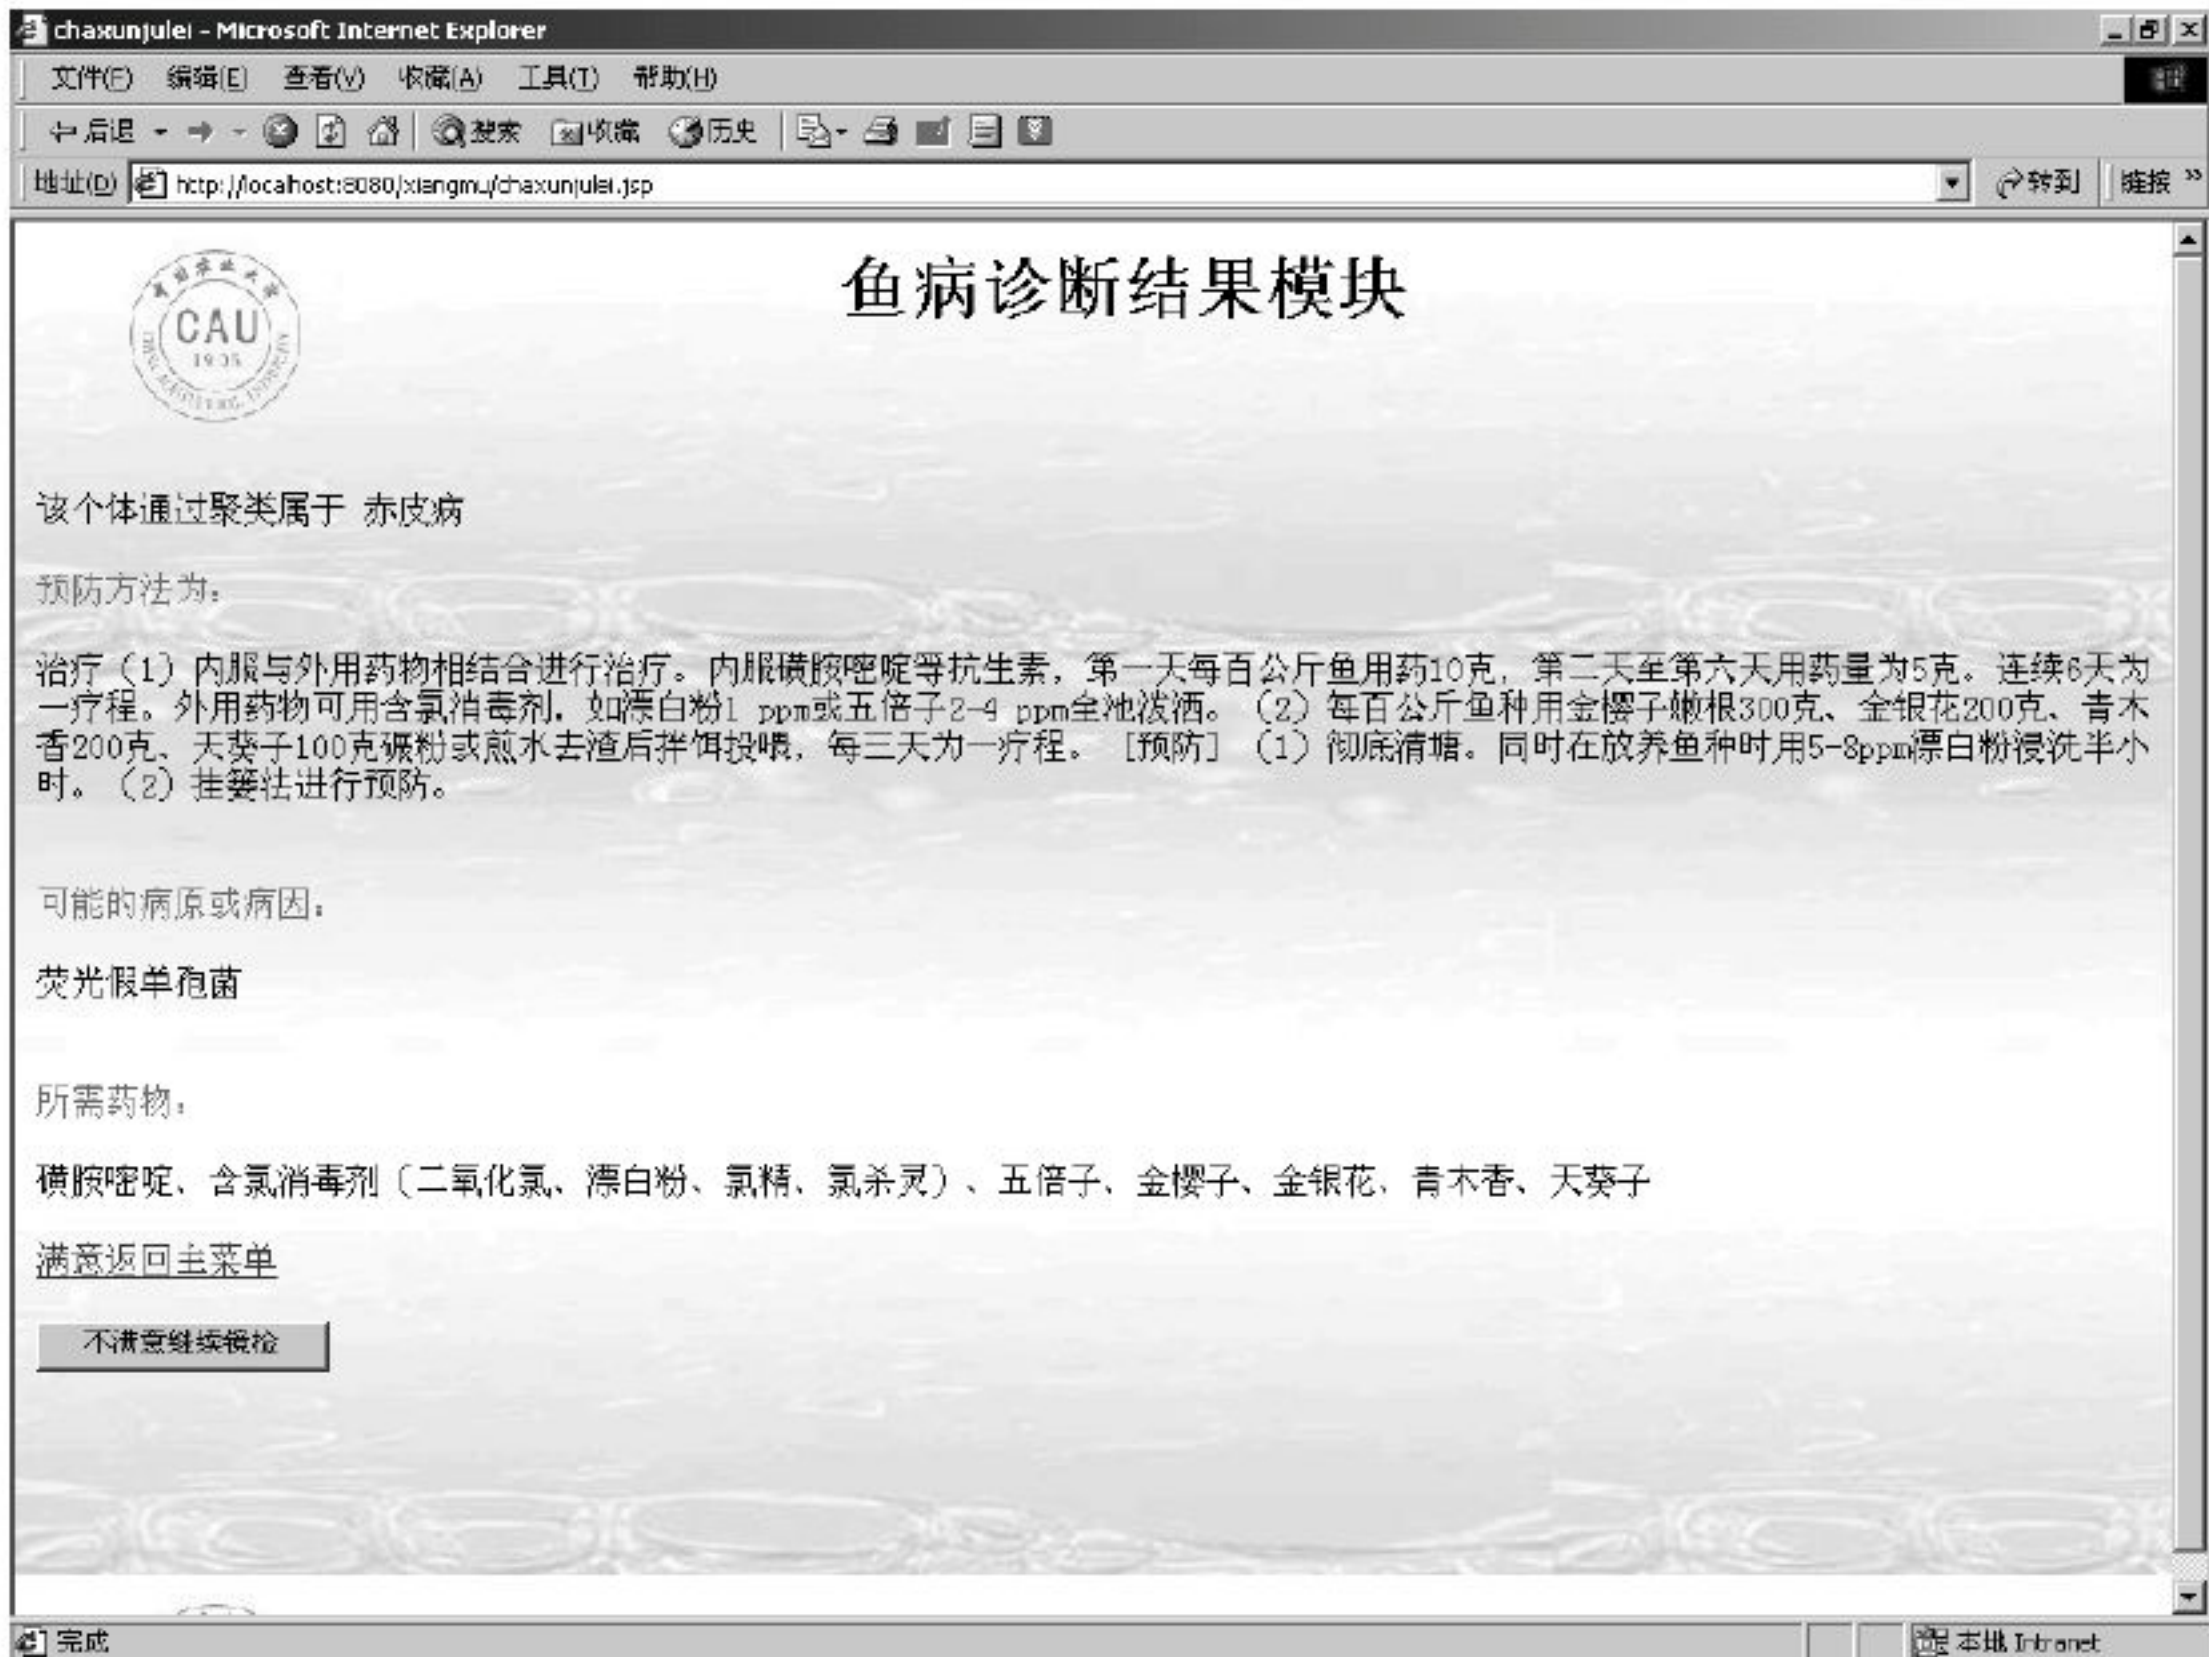 chaxunjulei - Microsoft Internet Explorer
文件(F) 编辑(E) 查看(V) 收藏(A) 工具(T) 帮助(H)
后退 搜索 收藏 历史
地址(D) http://localhost:8080/xiangmu/chaxunjulei.jsp 转到 链接 »
CAU
1905
鱼病诊断结果模块
该个体通过聚类属于 赤皮病
预防方法为:
治疗（1）内服与外用药物相结合进行治疗。内服磺胺嘧啶等抗生素，第一天每百公斤鱼用药10克，第二天至第六天用药量为5克。连续6天为
一疗程。外用药物可用含氯消毒剂，如漂白粉1 ppm或五倍子2-4 ppm全池泼洒。（2）每百公斤鱼种用金樱子嫩根300克、金银花200克、青木
香200克、天葵子100克碾粉或煎水去渣后拌饵投喂，每三天为一疗程。［预防］（1）彻底清塘。同时在放养鱼种时用5-8ppm漂白粉浸洗半小
时。（2）挂篓法进行预防。
可能的病原或病因:
荧光假单孢菌
所需药物:
磺胺嘧啶、含氯消毒剂（二氧化氯、漂白粉、氯精、氯杀灵）、五倍子、金樱子、金银花、青木香、天葵子
满意返回主菜单
不满意继续镜检
完成 本地 Intranet